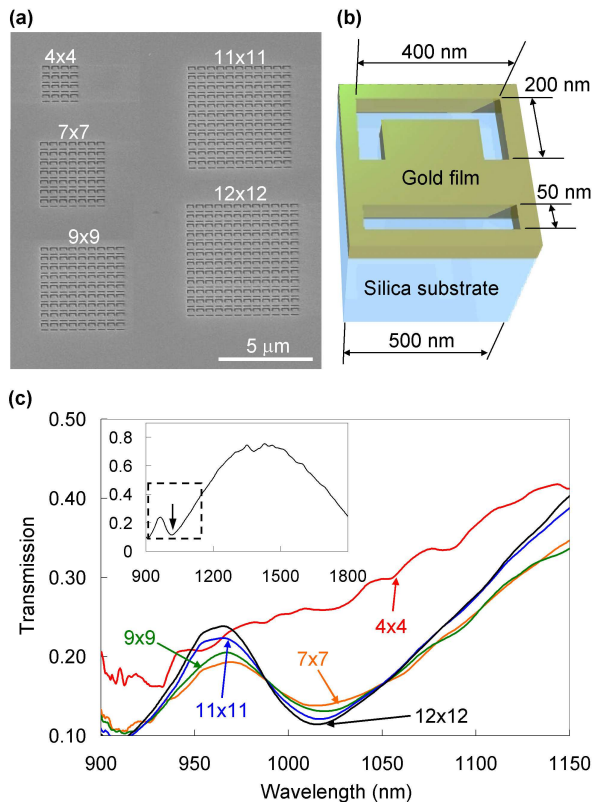 (a)
4x4
11x11
7x7
12x12
9x9
5 μm
(b)
400 nm
200 nm
Gold film
50 nm
Silica substrate
500 nm
(c)
0.50
0.40
0.30
0.20
0.10
Transmission
0.8
0.6
0.4
0.2
0
900 1200 1500 1800
4x4
9x9
7x7
11x11
12x12
900 950 1000 1050 1100 1150
Wavelength (nm)